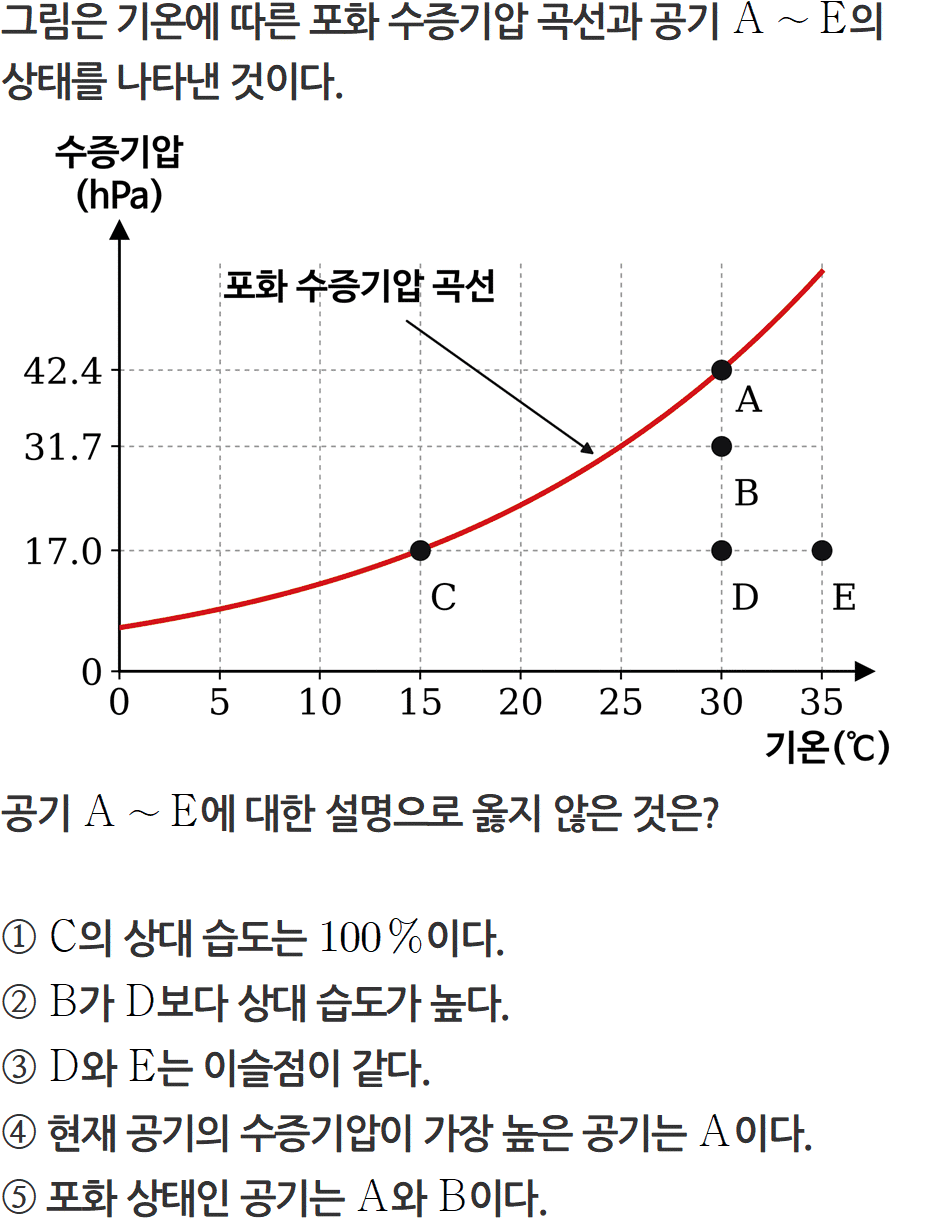 그림은 기온에 따른 포화 수증기압 곡선과 공기 A ~ E의
상태를 나타낸 것이다.
수증기압
(hPa)
포화 수증기압 곡선
42.4
A
31.7
B
17.0
C
D
E
0
0 5 10 15 20 25 30 35
기온(℃)
공기 A ~ E에 대한 설명으로 옳지 않은 것은?
① C의 상대 습도는 100%이다.
② B가 D보다 상대 습도가 높다.
③ D와 E는 이슬점이 같다.
④ 현재 공기의 수증기압이 가장 높은 공기는 A이다.
⑤ 포화 상태인 공기는 A와 B이다.